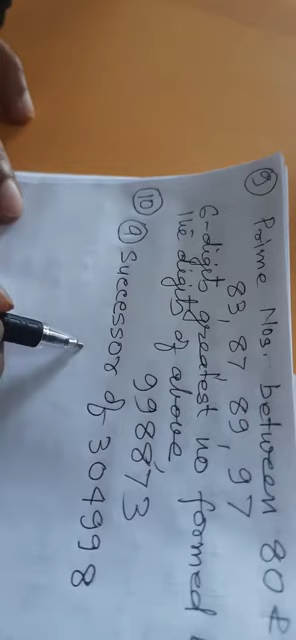 ⑨ Prime Nos. between 80 &
83, 87, 89, 97
6-digits greatest no formed
the digits of above
998873
⑩ ⓐ Successor of 304998